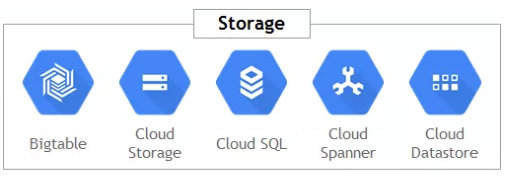 Storage
Bigtable
Cloud
Storage
Cloud SQL
Cloud
Spanner
Cloud
Datastore